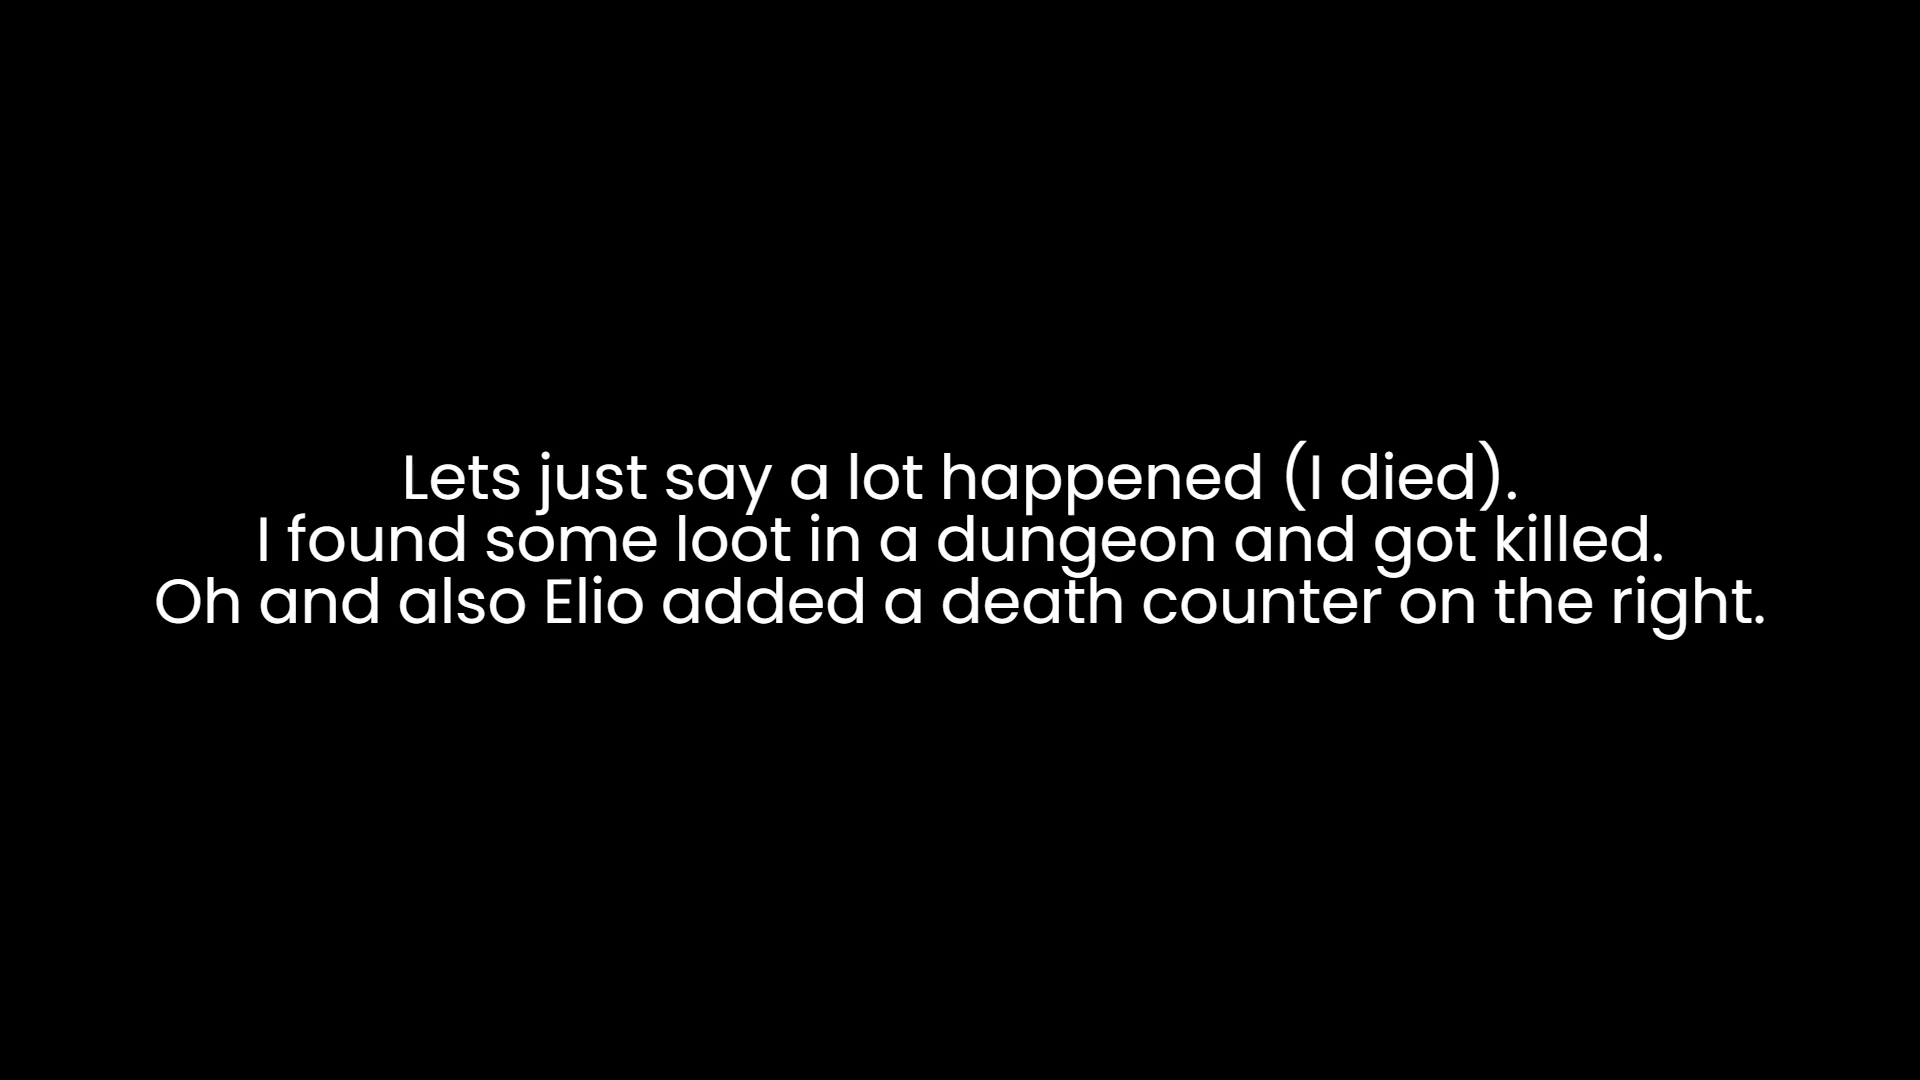 Lets just say a lot happened (I died).
I found some loot in a dungeon and got killed.
Oh and also Elio added a death counter on the right.